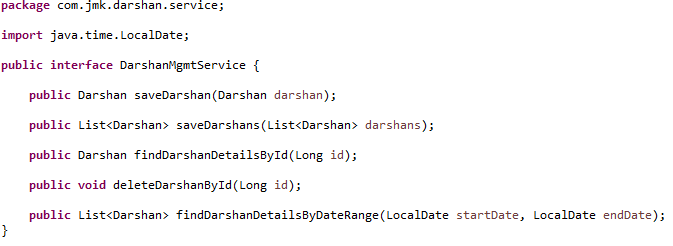 package com.jmk.darshan.service;
import java.time.LocalDate;
public interface DarshanMgmtService {
public Darshan saveDarshan(Darshan darshan);
public List<Darshan> saveDarshans(List<Darshan> darshans);
public Darshan findDarshanDetailsById(Long id);
public void deleteDarshanById(Long id);
public List<Darshan> findDarshanDetailsByDateRange(LocalDate startDate, LocalDate endDate);
}